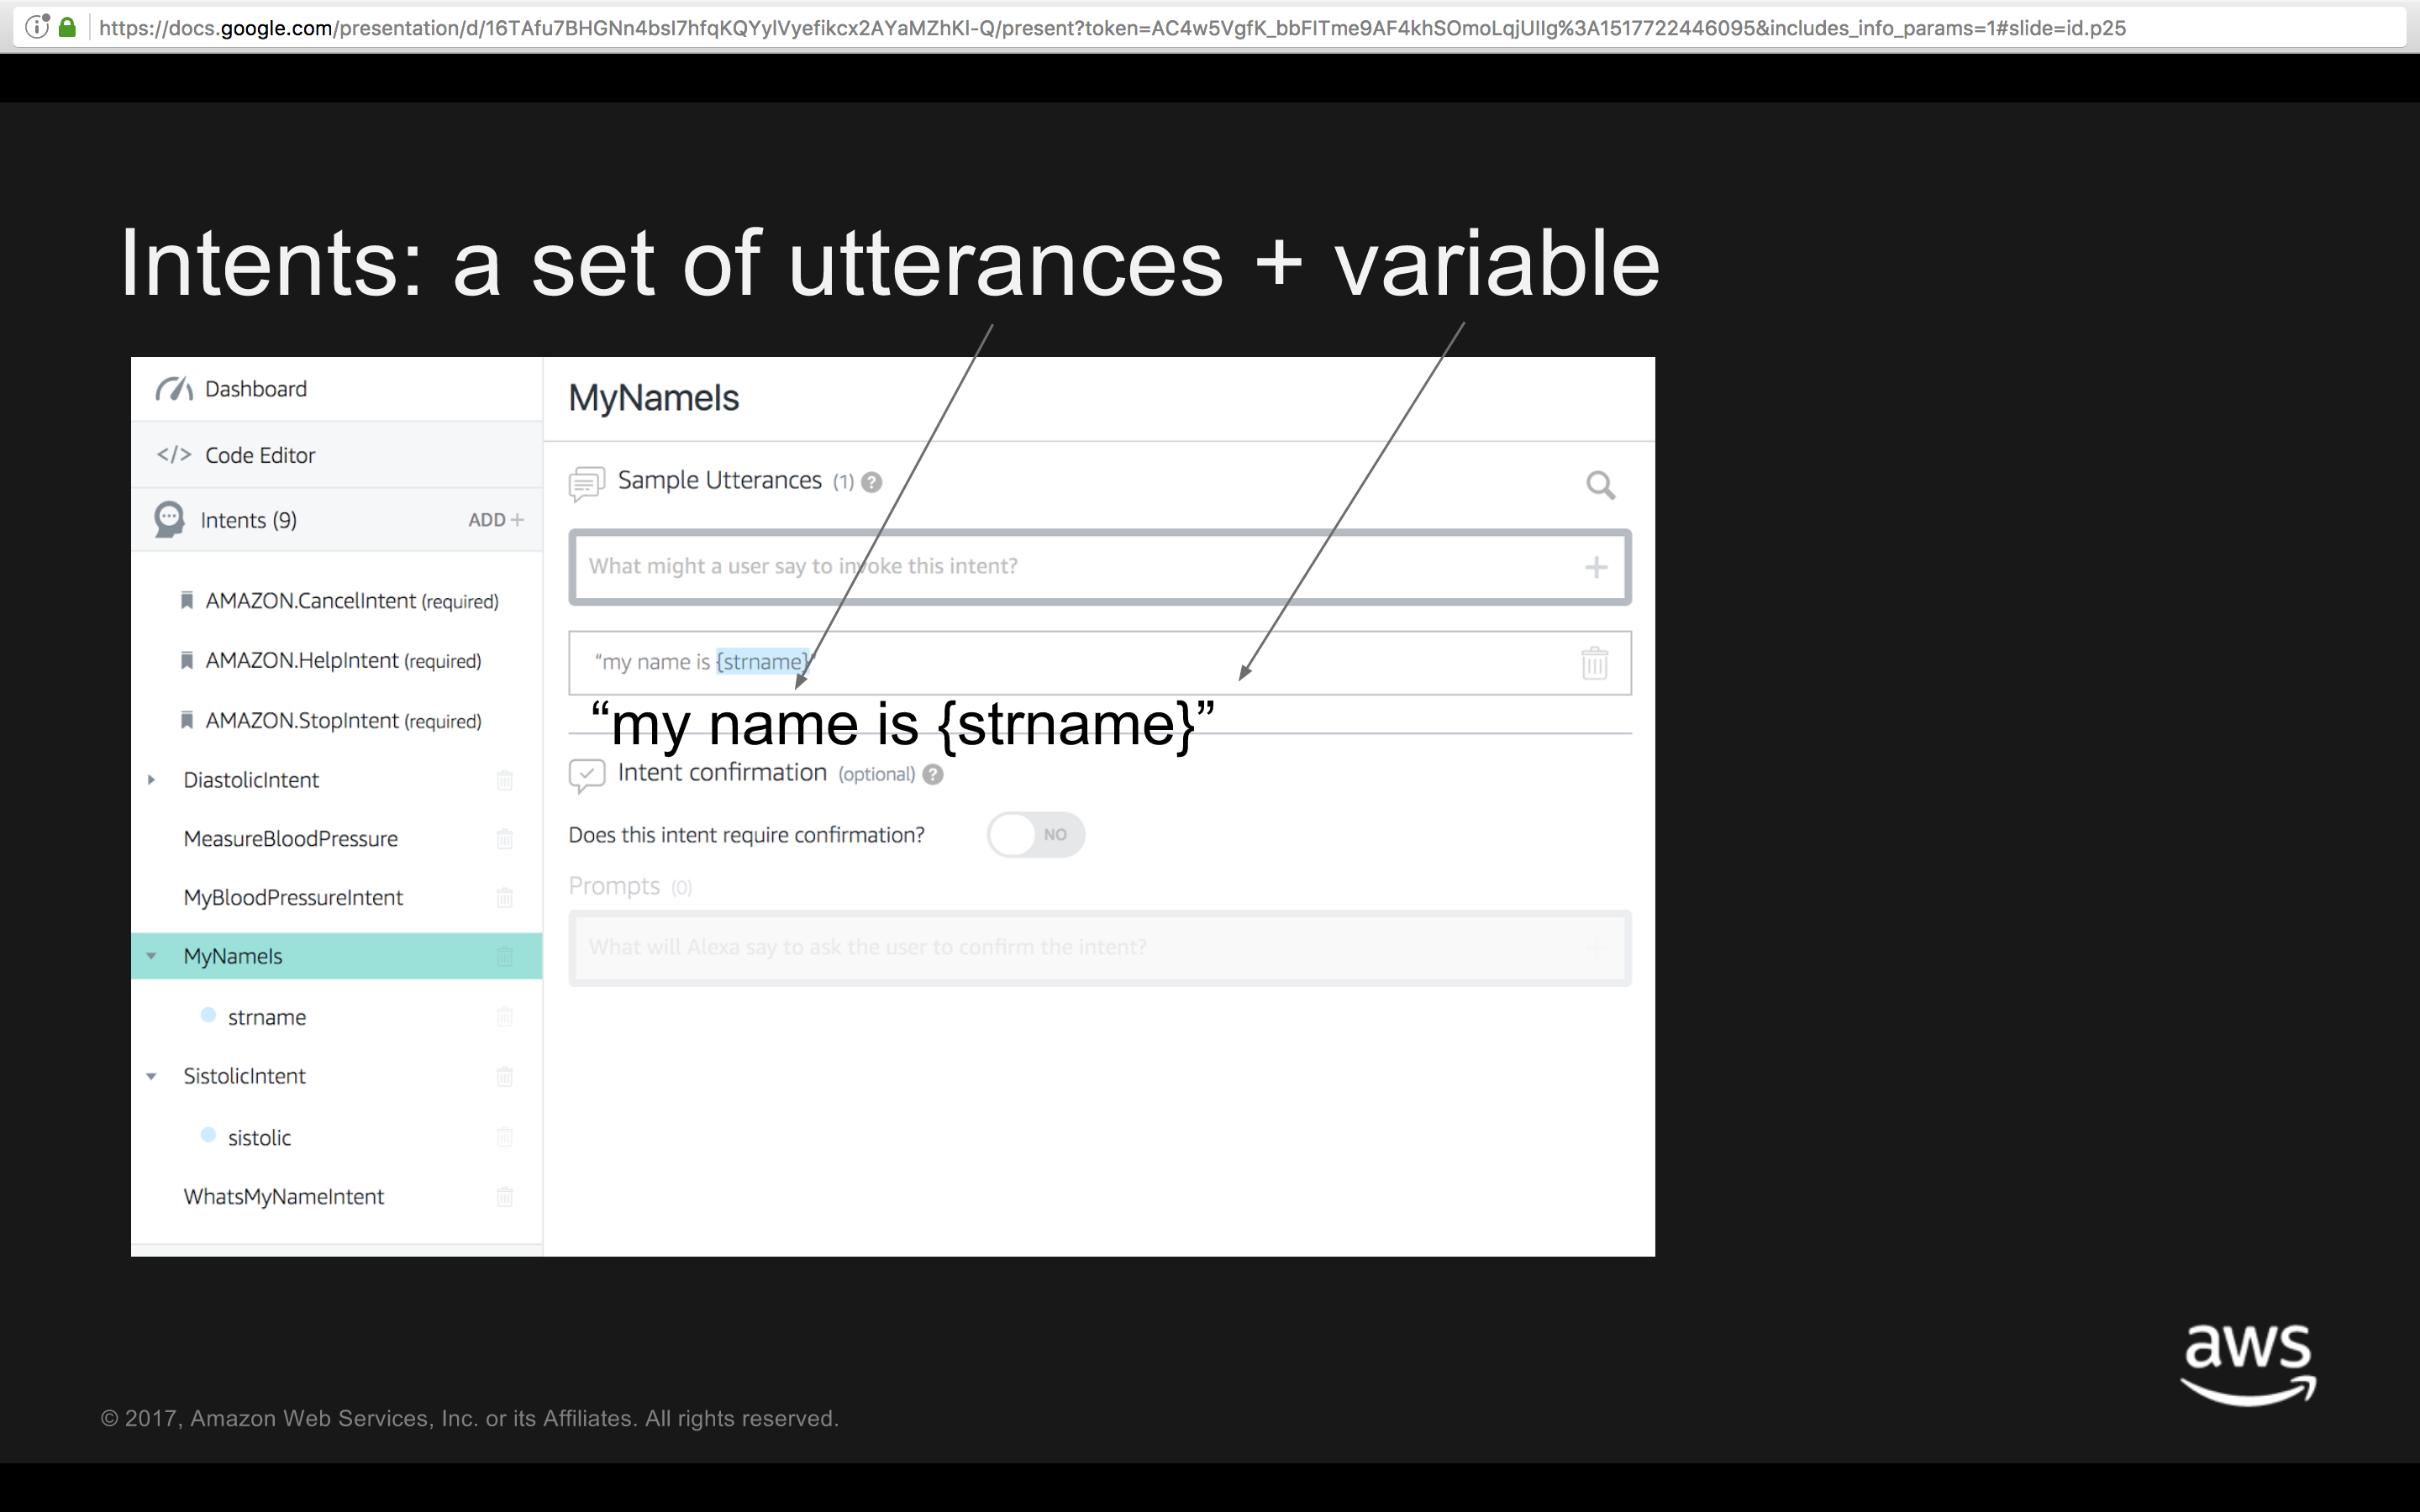 https://docs.google.com/presentation/d/16TAfu7BHGNn4bsI7hfqKQYylVyefikcx2AYaMZhKI-Q/present?token=AC4w5VgfK_bbFITme9AF4khSOmoLqjUlIg%3A1517722446095&includes_info_params=1#slide=id.p25
Intents: a set of utterances + variable
Dashboard
Code Editor
Intents (9) ADD +
AMAZON.CancelIntent (required)
AMAZON.HelpIntent (required)
AMAZON.StopIntent (required)
DiastolicIntent
MeasureBloodPressure
MyBloodPressureIntent
MyNameIs
strname
SistolicIntent
sistolic
WhatsMyNameIntent
MyNameIs
Sample Utterances (1) ?
What might a user say to invoke this intent?
“my name is {strname}”
“my name is {strname}”
Intent confirmation (optional) ?
Does this intent require confirmation? NO
Prompts (0)
What will Alexa say to ask the user to confirm the intent?
aws
© 2017, Amazon Web Services, Inc. or its Affiliates. All rights reserved.